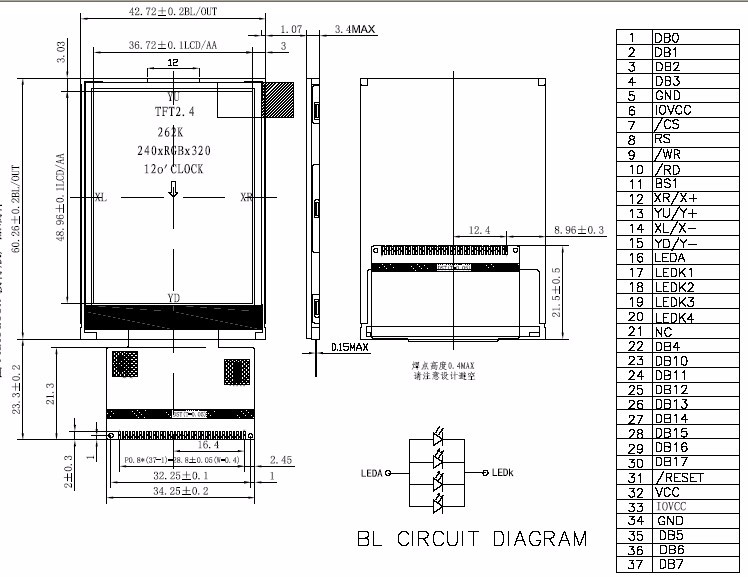 42.72±0.2BL/OUT
1.07
3.4MAX
36.72±0.1LCD/AA
3
3.03
12
YU
TFT2.4
262K
240xRGBx320
12o'CLOCK
XL
XR
YD
60.26±0.2BL/OUT
48.96±0.1LCD/AA
12.4
8.96±0.3
21.5±0.5
0.15MAX
焊点高度0.4MAX
请注意设计避空
23.3±0.2
21.3
16.4
P0.8*(37-1)=28.8±0.05(W=0.4)
2.45
32.25±0.1
1
34.25±0.2
2±0.3
1
LEDA
LEDk
BL CIRCUIT DIAGRAM
1 DB0
2 DB1
3 DB2
4 DB3
5 GND
6 IOVCC
7 /CS
8 RS
9 /WR
10 /RD
11 BS1
12 XR/X+
13 YU/Y+
14 XL/X-
15 YD/Y-
16 LEDA
17 LEDK1
18 LEDK2
19 LEDK3
20 LEDK4
21 NC
22 DB4
23 DB10
24 DB11
25 DB12
26 DB13
27 DB14
28 DB15
29 DB16
30 DB17
31 /RESET
32 VCC
33 IOVCC
34 GND
35 DB5
36 DB6
37 DB7